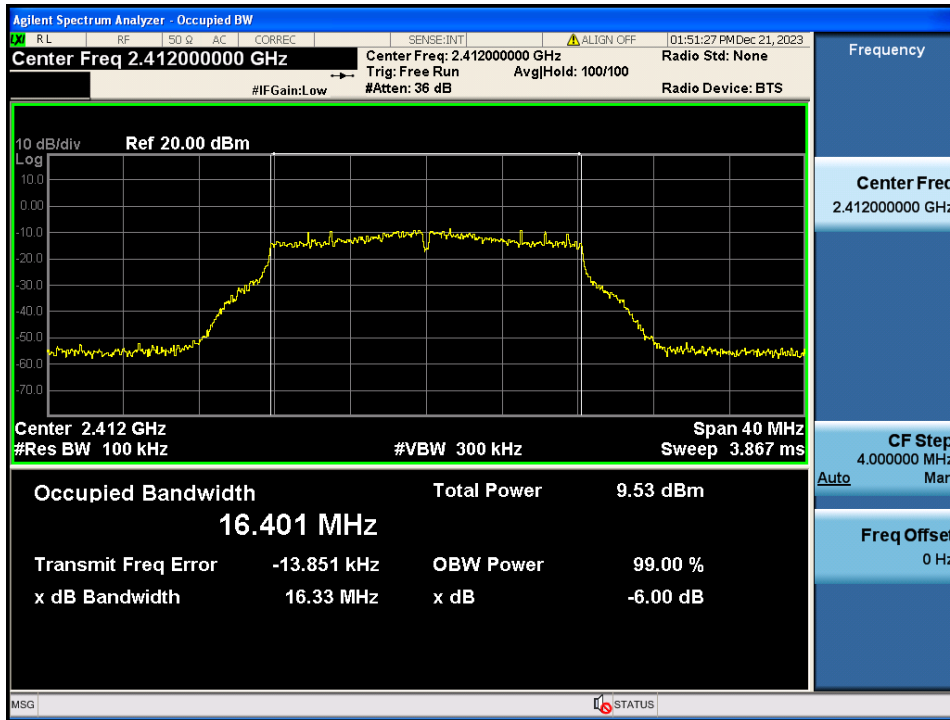 Agilent Spectrum Analyzer - Occupied BW
LXI RL RF 50 Ω AC CORREC SENSE:INT ALIGN OFF 01:51:27 PM Dec 21, 2023
Center Freq 2.412000000 GHz
Center Freq: 2.412000000 GHz
Radio Std: None
Trig: Free Run Avg|Hold: 100/100
#IFGain:Low
#Atten: 36 dB
Radio Device: BTS
10 dB/div Ref 20.00 dBm
Log
10.0
0.00
-10.0
-20.0
-30.0
-40.0
-50.0
-60.0
-70.0
Center 2.412 GHz Span 40 MHz
#Res BW 100 kHz #VBW 300 kHz Sweep 3.867 ms
Occupied Bandwidth Total Power 9.53 dBm
16.401 MHz
Transmit Freq Error -13.851 kHz OBW Power 99.00 %
x dB Bandwidth 16.33 MHz x dB -6.00 dB
Frequency
Center Freq
2.412000000 GHz
CF Step
4.000000 MHz
Auto Man
Freq Offset
0 Hz
MSG STATUS